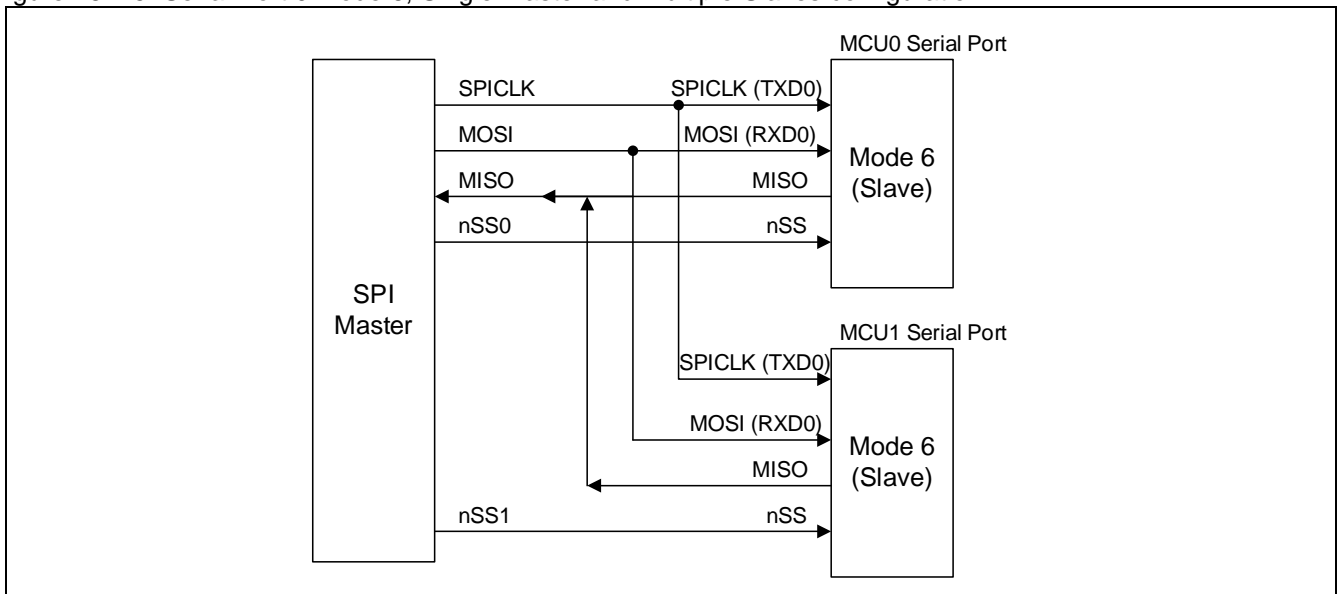 MCU0 Serial Port
SPICLK
SPICLK (TXD0)
MOSI
MOSI (RXD0)
MISO
MISO
nSS0
nSS
Mode 6
(Slave)
SPI
Master
MCU1 Serial Port
SPICLK (TXD0)
MOSI (RXD0)
MISO
nSS1
nSS
Mode 6
(Slave)